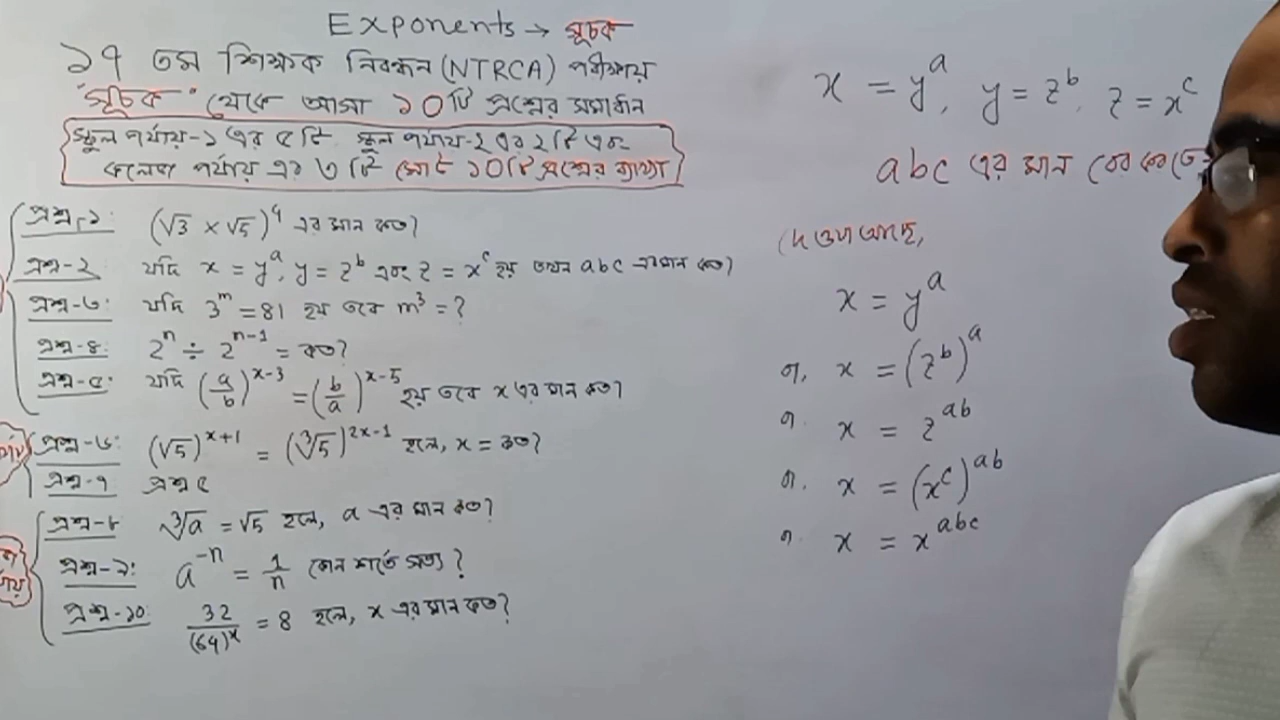 Exponents → সূচক
১৭ তম শিক্ষক নিবন্ধন (NTRCA) পরীক্ষায়
"সূচক" থেকে আসা ১০টি প্রশ্নের সমাধান
স্কুল পর্যায়-১ এর ৫টি স্কুল পর্যায়-২ এর ২টি এবং
কলেজ পর্যায় এর ৩টি মোট ১০টি প্রশ্নের ব্যাখ্যা
প্রশ্ন-১: (√3 × √5)⁴ এর মান কত?
প্রশ্ন-২ যদি x = yᵃ, y = zᵇ এবং z = xᶜ হয় তখন abc এর মান কত?
প্রশ্ন-৩: যদি 3ᵐ = 81 হয় তবে m³ = ?
প্রশ্ন-৪: 2ⁿ ÷ 2ⁿ⁻¹ = কত?
প্রশ্ন-৫: যদি (a/b)ˣ⁻³ = (b/a)ˣ⁻⁵ হয় তবে x এর মান কত?
প্রশ্ন-৬: (√5)ˣ⁺¹ = (∛5)²ˣ⁻¹ হলে, x = কত?
প্রশ্ন-৭ প্রশ্ন ৫
প্রশ্ন-৮ ∛a = √5 হলে, a এর মান কত?
প্রশ্ন-৯: a⁻ⁿ = 1/n কোন শর্তে সত্য?
প্রশ্ন-১০: 32/(64)ˣ = 8 হলে, x এর মান কত?
x = yᵃ, y = zᵇ, z = xᶜ
abc এর মান বের করতে
দেওয়া আছে,
x = yᵃ
বা, x = (zᵇ)ᵃ
বা x = zᵃᵇ
বা, x = (xᶜ)ᵃᵇ
বা x = xᵃᵇᶜ